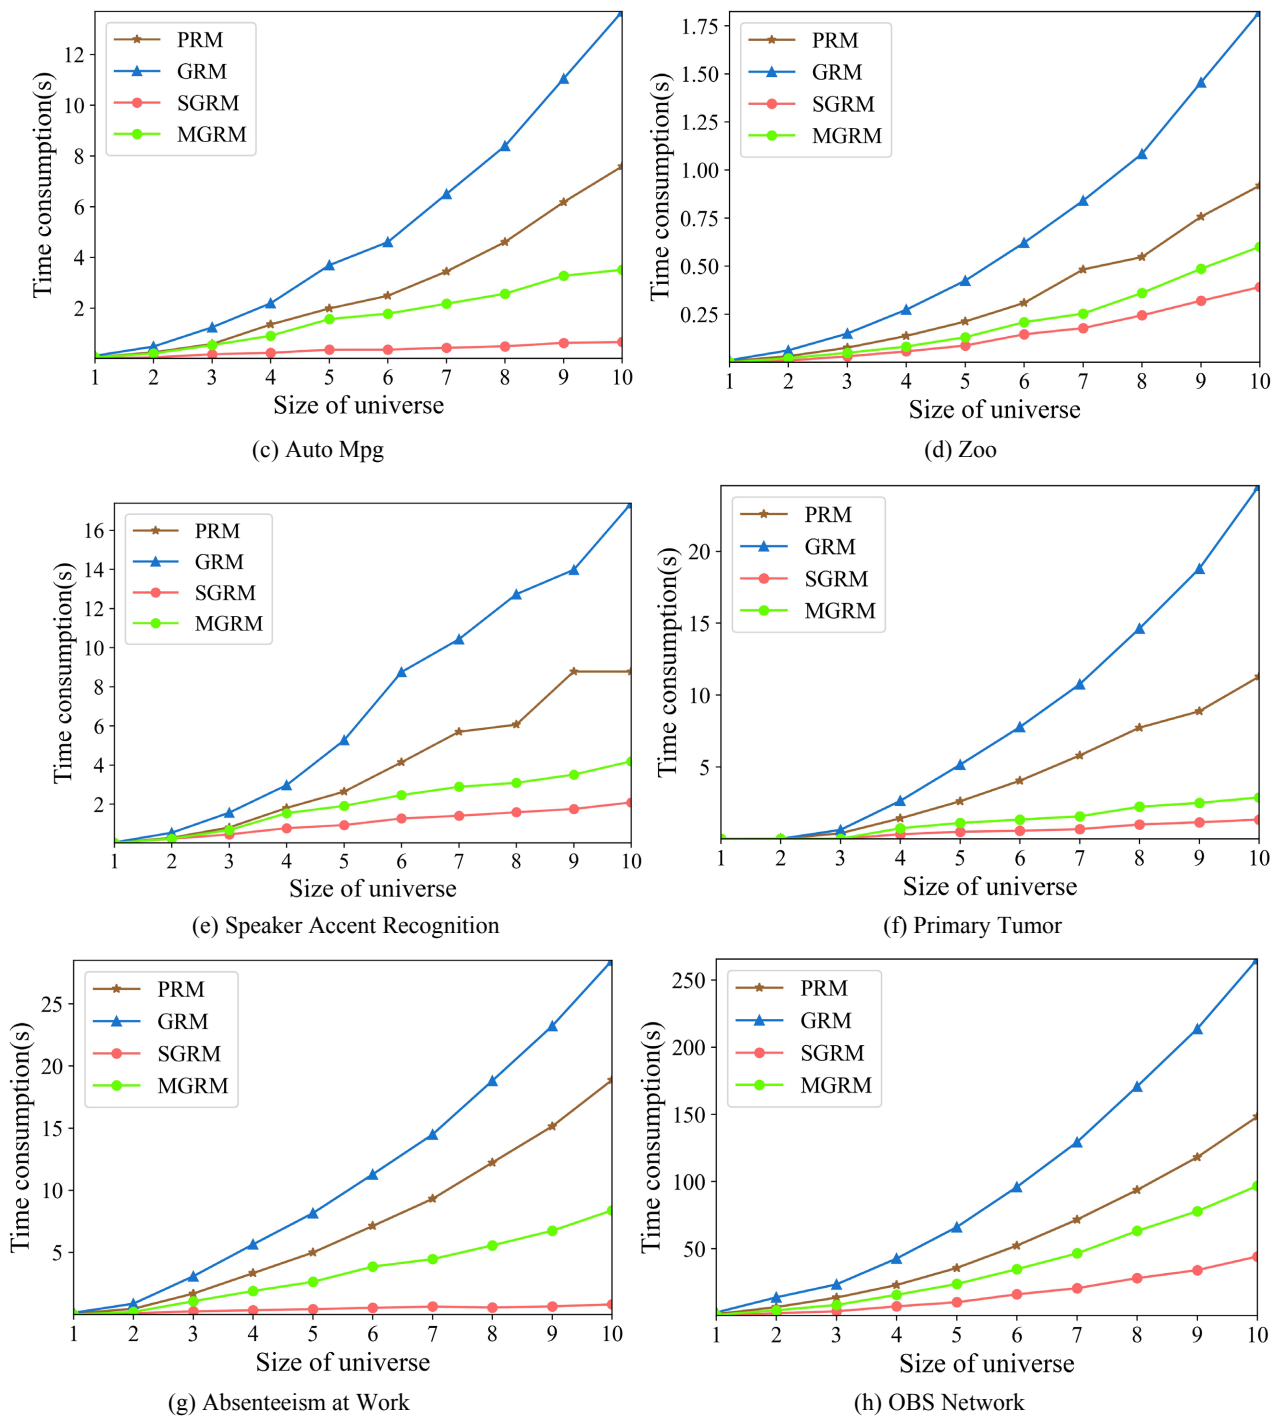 12
10
8
6
4
2
Time consumption(s)
PRM
GRM
SGRM
MGRM
1 2 3 4 5 6 7 8 9 10
Size of universe
(c) Auto Mpg
1.75
1.50
1.25
1.00
0.75
0.50
0.25
Time consumption(s)
PRM
GRM
SGRM
MGRM
1 2 3 4 5 6 7 8 9 10
Size of universe
(d) Zoo
16
14
12
10
8
6
4
2
Time consumption(s)
PRM
GRM
SGRM
MGRM
1 2 3 4 5 6 7 8 9 10
Size of universe
(e) Speaker Accent Recognition
20
15
10
5
Time consumption(s)
PRM
GRM
SGRM
MGRM
1 2 3 4 5 6 7 8 9 10
Size of universe
(f) Primary Tumor
25
20
15
10
5
Time consumption(s)
PRM
GRM
SGRM
MGRM
1 2 3 4 5 6 7 8 9 10
Size of universe
(g) Absenteeism at Work
250
200
150
100
50
Time consumption(s)
PRM
GRM
SGRM
MGRM
1 2 3 4 5 6 7 8 9 10
Size of universe
(h) OBS Network